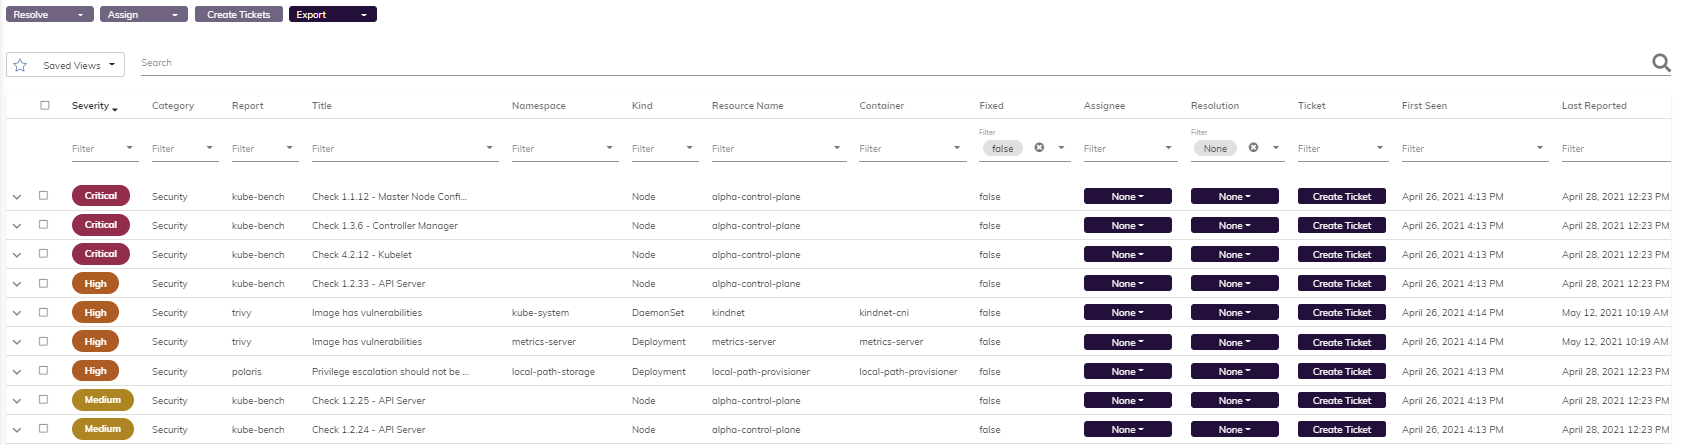 Resolve Assign Create Tickets Export
Saved Views Search
Severity Category Report Title Namespace Kind Resource Name Container Fixed Assignee Resolution Ticket First Seen Last Reported
Filter Filter
Filter Filter Filter Filter Filter Filter Filter Filter false Filter None Filter Filter Filter
Critical Security kube-bench Check 1.1.12 - Master Node Confi... Node alpha-control-plane false None None Create Ticket April 26, 2021 4:13 PM April 28, 2021 12:23 PM
Critical Security kube-bench Check 1.3.6 - Controller Manager Node alpha-control-plane false None None Create Ticket April 26, 2021 4:13 PM April 28, 2021 12:23 PM
Critical Security kube-bench Check 4.2.12 - Kubelet Node alpha-control-plane false None None Create Ticket April 26, 2021 4:13 PM April 28, 2021 12:23 PM
High Security kube-bench Check 1.2.33 - API Server Node alpha-control-plane false None None Create Ticket April 26, 2021 4:13 PM April 28, 2021 12:23 PM
High Security trivy Image has vulnerabilities kube-system DaemonSet kindnet kindnet-cni false None None Create Ticket April 26, 2021 4:14 PM May 12, 2021 10:19 AM
High Security trivy Image has vulnerabilities metrics-server Deployment metrics-server metrics-server false None None Create Ticket April 26, 2021 4:14 PM May 12, 2021 10:19 AM
High Security polaris Privilege escalation should not be ... local-path-storage Deployment local-path-provisioner local-path-provisioner false None None Create Ticket April 26, 2021 4:13 PM April 28, 2021 12:23 PM
Medium Security kube-bench Check 1.2.25 - API Server Node alpha-control-plane false None None Create Ticket April 26, 2021 4:13 PM April 28, 2021 12:23 PM
Medium Security kube-bench Check 1.2.24 - API Server Node alpha-control-plane false None None Create Ticket April 26, 2021 4:13 PM April 28, 2021 12:23 PM